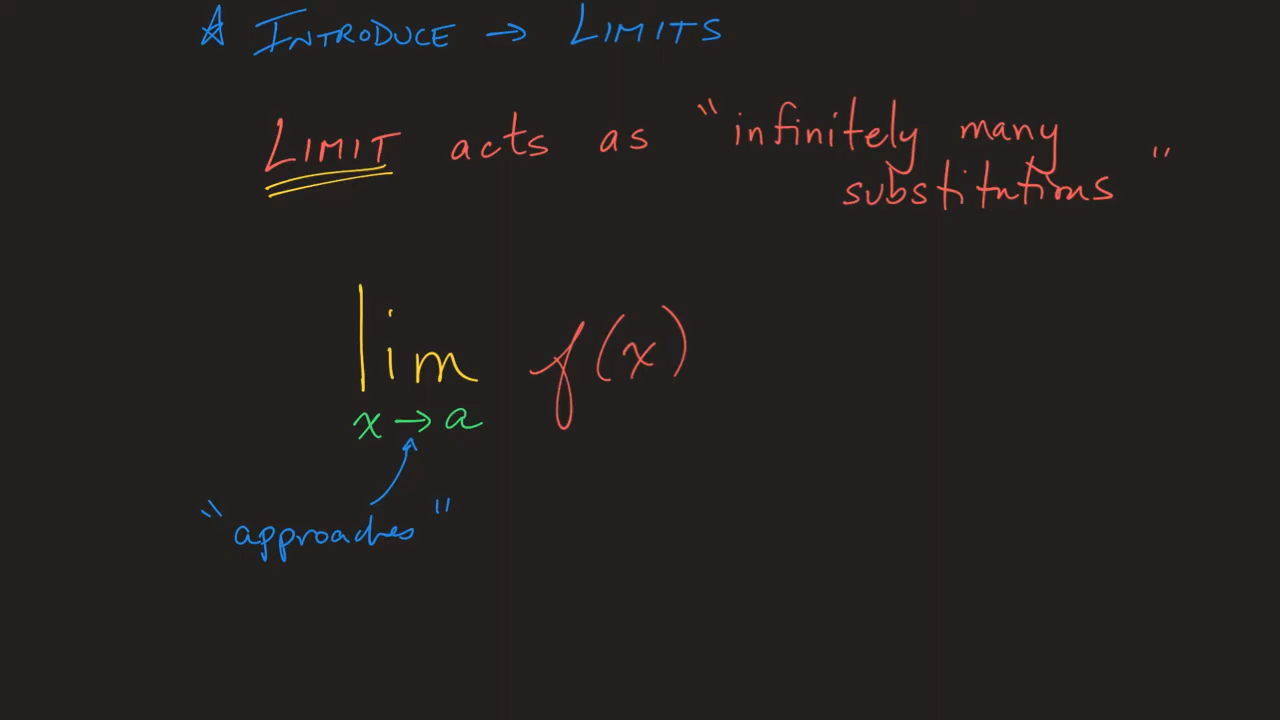 ☆ INTRODUCE → LIMITS
LIMIT acts as "infinitely many
substitutions"
lim f(x)
x → a
"approaches"